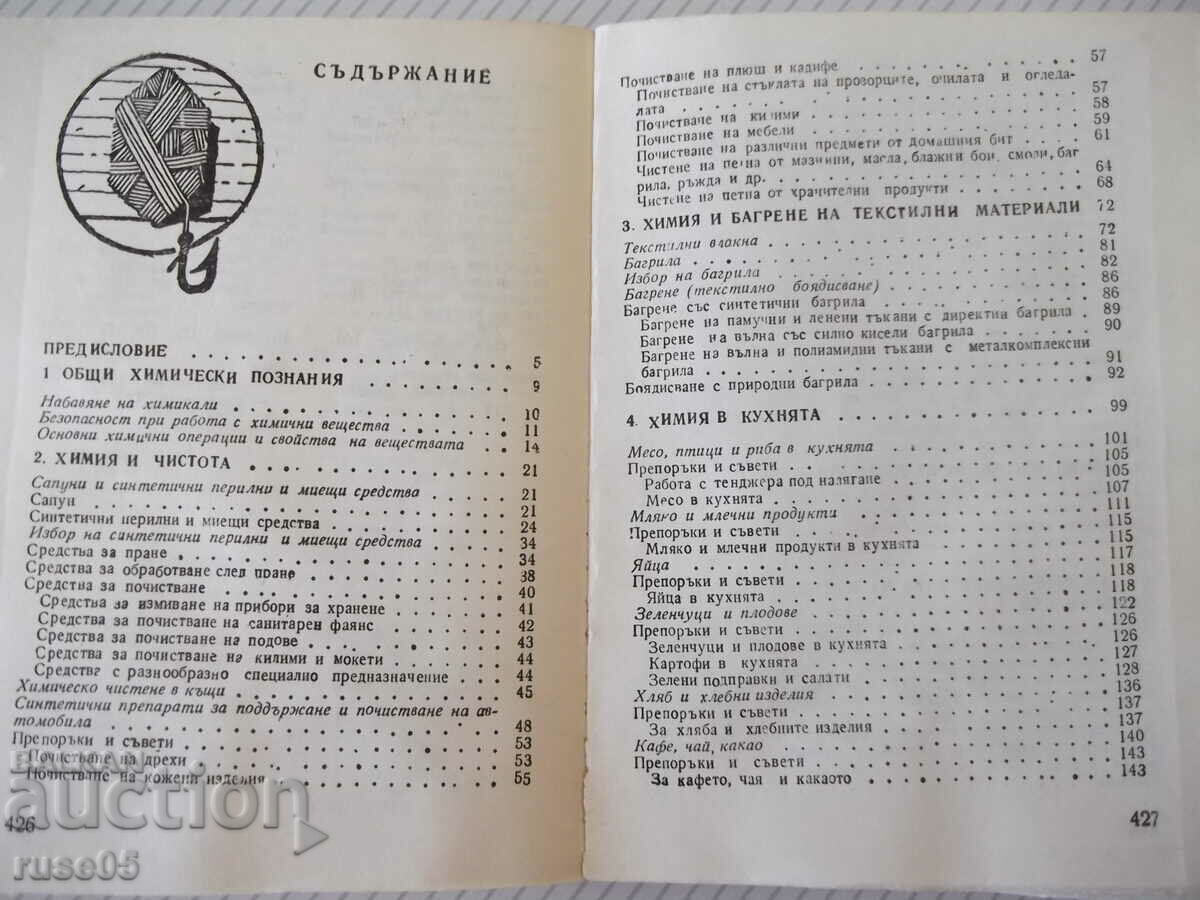 СЪДЪРЖАНИЕ
ПРЕДИСЛОВИЕ 5
1 ОБЩИ ХИМИЧЕСКИ ПОЗНАНИЯ 9
Набавяне на химикали 10
Безопасност при работа с химични вещества 11
Основни химични операции и свойства на веществата 14
2. ХИМИЯ И ЧИСТОТА 21
Сапуни и синтетични перилни и миещи средства 21
Сапун 21
Синтетични перилни и миещи средства 24
Избор на синтетични перилни и миещи средства 34
Средства за пране 34
Средства за обработване след пране 38
Средства за почистване 40
Средства за измиване на прибори за хранене 41
Средства за почистване на санитарен фаянс 42
Средства за почистване на подове 43
Средства за почистване на килими и мокети 44
Средства с разнообразно специално предназначение 44
Химическо чистене в къщи 45
Синтетични препарати за поддържане и почистване на ав-
томобила 48
Препоръки и съвети 53
Почистване на дрехи 53
Почистване на кожени изделия 55
426
Почистване на плюш и кадифе 57
Почистване на стъклата на прозорците, очилата и огледа-
лата 57
Почистване на килими 58
Почистване на мебели 59
Почистване на различни предмети от домашния бит 61
Чистене на петна от мазнини, масла, блажни бои, смоли, баг
рила, ръжда и др. 64
Чистене на петна от хранителни продукти 68
3. ХИМИЯ И БАГРЕНЕ НА ТЕКСТИЛНИ МАТЕРИАЛИ 72
Текстилни влакна 72
Багрила 81
Избор на багрила 82
Багрене (текстилно боядисване) 86
Багрене със синтетични багрила 86
Багрене на памучни и ленени тъкани с директни багрила 89
Багрене на вълна със силно кисели багрила 90
Багрене на вълна и полиамидни тъкани с металкомплексни
багрила 91
Боядисване с природни багрила 92
4. ХИМИЯ В КУХНЯТА 99
Месо, птици и риба в кухнята 101
Препоръки и съвети 105
Работа с тенджера под налягане 105
Месо в кухнята 107
Мляко и млечни продукти 111
Препоръки и съвети 115
Мляко и млечни продукти в кухнята 115
Яйца 117
Препоръки и съвети 118
Яйца в кухнята 118
Зеленчуци и плодове 122
Препоръки и съвети 126
Зеленчуци и плодове в кухнята 126
Картофи в кухнята 127
Зелени подправки и салати 128
Хляб и хлебни изделия 136
Препоръки и съвети 137
За хляба и хлебните изделия 137
Кафе, чай, какао 140
Препоръки и съвети 143
За кафето, чая и какаото 143
427
BALKAN
auction
ruse05